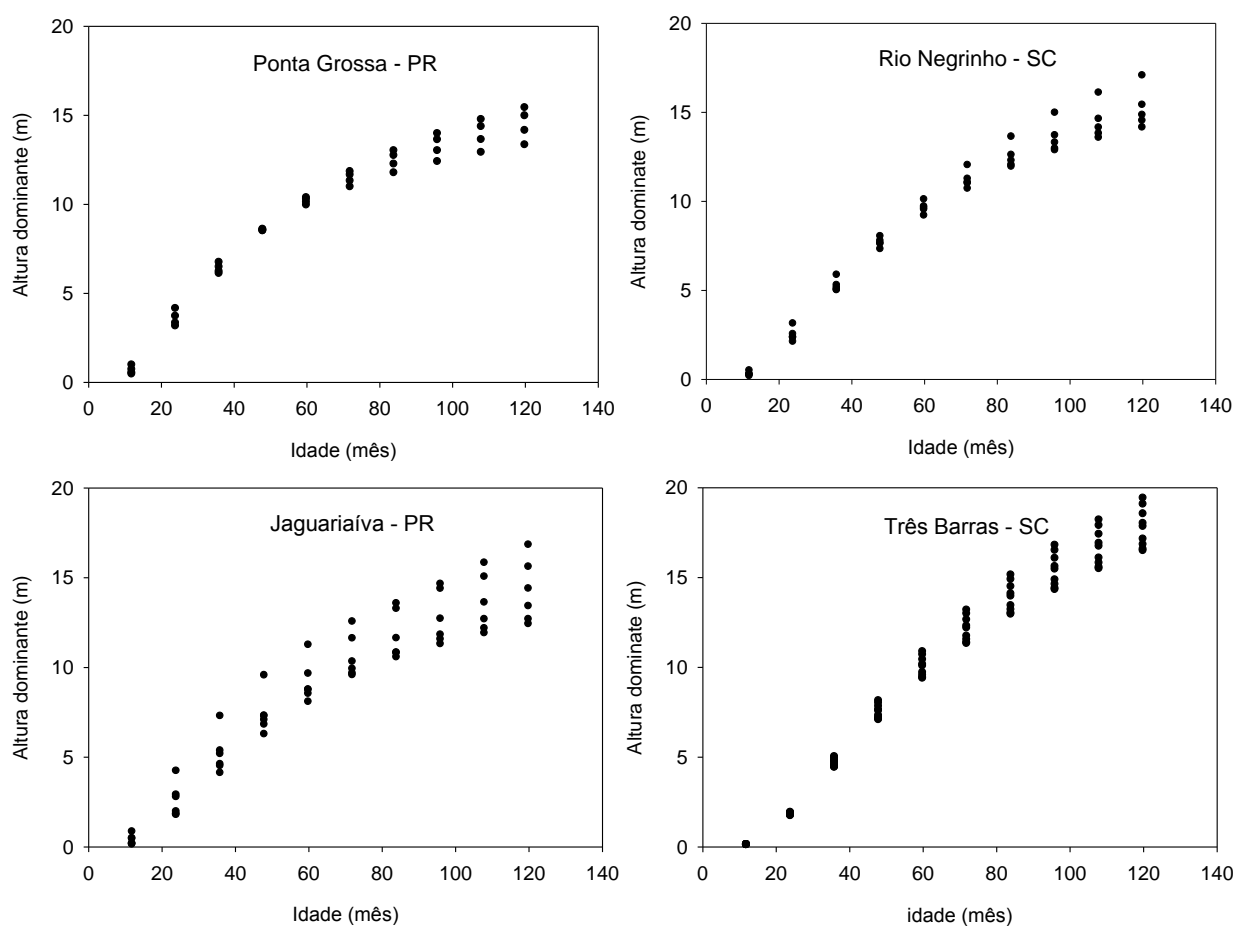 Ponta Grossa - PR
Altura dominante (m)
20
15
10
5
0
0 20 40 60 80 100 120 140
Idade (mês)
Rio Negrinho - SC
Altura dominate (m)
20
15
10
5
0
0 20 40 60 80 100 120 140
Idade (mês)
Jaguariaíva - PR
Altura dominante (m)
20
15
10
5
0
0 20 40 60 80 100 120 140
Idade (mês)
Três Barras - SC
Altura dominate (m)
20
15
10
5
0
0 20 40 60 80 100 120 140
idade (mês)